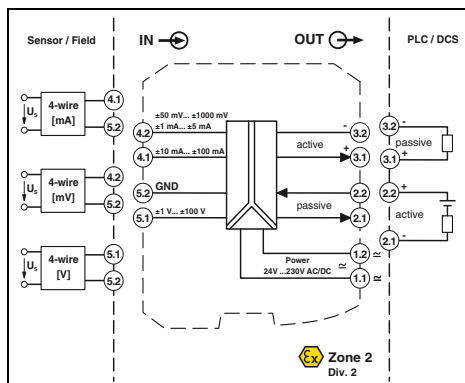 Sensor / Field
IN
OUT
PLC / DCS
Us
4-wire
[mA]
4.1
5.2
Us
4-wire
[mV]
4.2
5.2
Us
4-wire
[V]
5.1
5.2
±50 mV... ±1000 mV
±1 mA... ±5 mA
4.2
±10 mA... ±100 mA
4.1
GND
5.2
±1 V... ±100 V
5.1
-
3.2
active
+
3.1
2.2
passive
2.1
Power
24V ...230V AC/DC
1.2
≂
≂
1.1
≂
3.2
-
passive
3.1
+
2.2
+
active
2.1
-
Ex
Zone 2
Div. 2